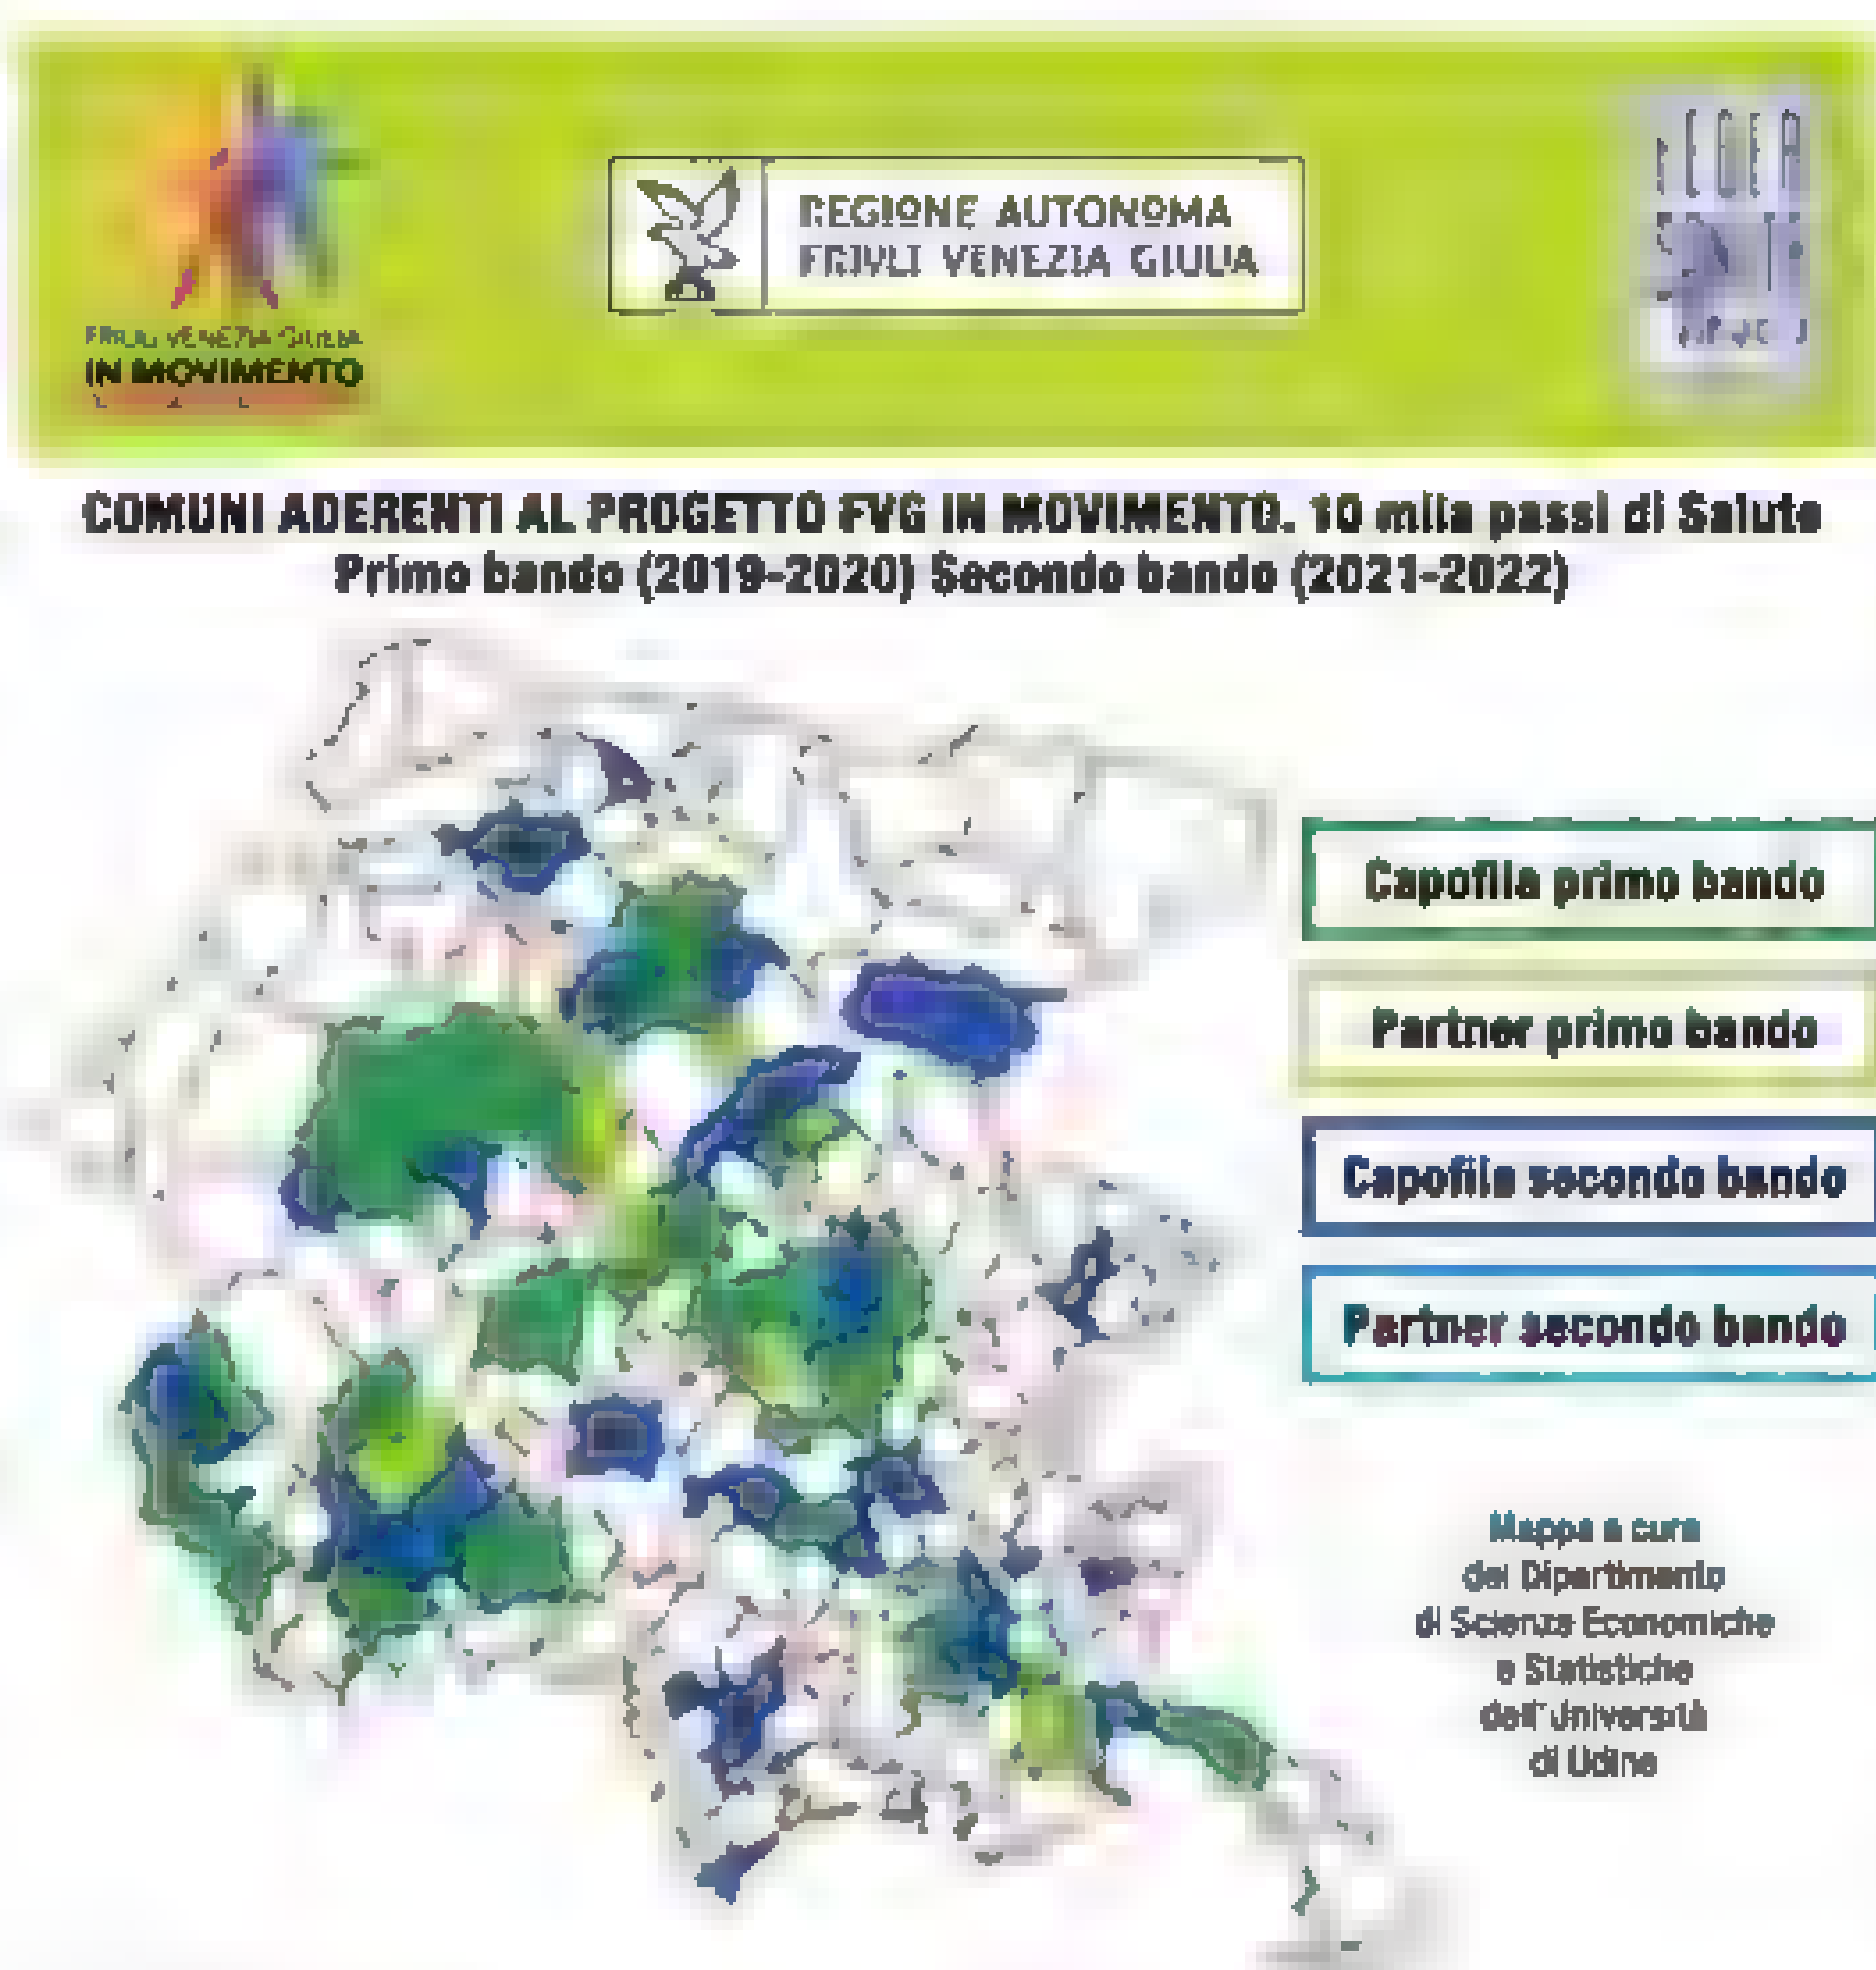 FRIULI VENEZIA GIULIA
IN MOVIMENTO
REGIONE AUTONOMA
FRIULI VENEZIA GIULIA
COMUNI ADERENTI AL PROGETTO FVG IN MOVIMENTO. 10 mila passi di Salute
Primo bando (2019-2020) Secondo bando (2021-2022)
Capofila primo bando
Partner primo bando
Capofila secondo bando
Partner secondo bando
Mappa a cura
del Dipartimento
di Scienze Economiche
e Statistiche
dell'Università
di Udine